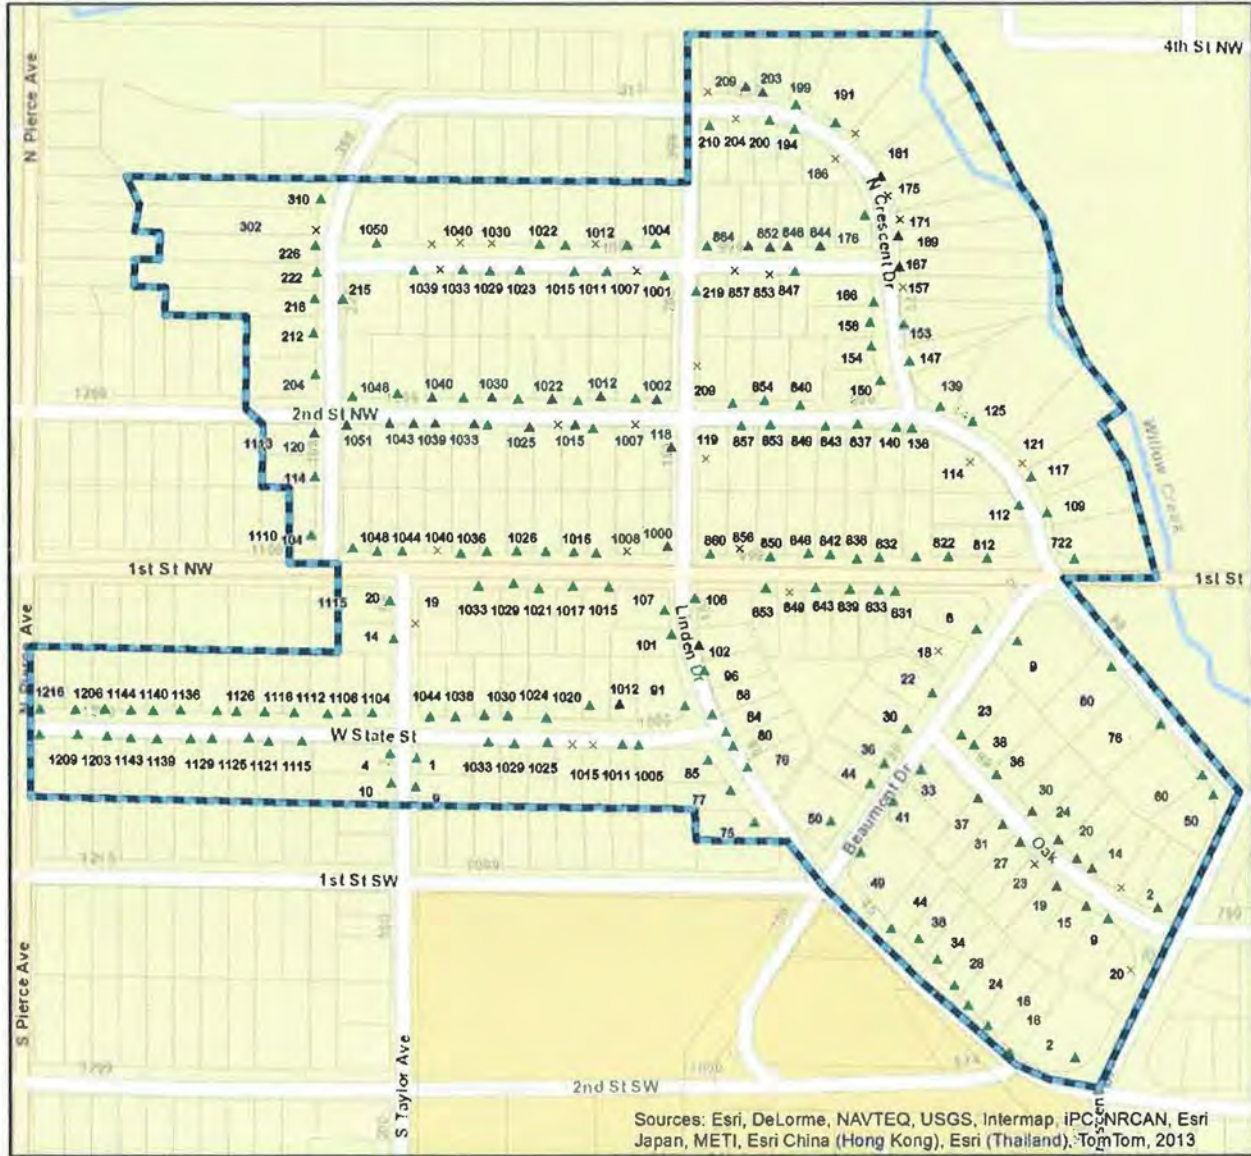 4th St NW
N Pierce Ave
209 203 199 191
210 204 200 194
186 181
N Crescent Dr
175
171
169
167
157
153
147
176
166
158
154
150
310
302
226
222
218
212
204
215
1050 1040 1030 1022 1012 1004 864 852 846 844
1039 1033 1029 1023 1015 1011 1007 1001 219 857 853 847
1048 1040 1030 1022 1012 1002 209 854 840
139 125
2nd St NW
1113 120
1051 1043 1039 1033 1025 1015 1007 118 119 857 853 849 843 837 140 136
114 121 117
114
112 109
Willow Creek
1110 104
1048 1044 1040 1036 1026 1016 1008 1000 860 856 850 846 842 838 832 822 812 722
1st St NW
1st St
1115 20 19
1033 1029 1021 1017 1015 107 106 853 849 843 839 833 831
14
Linden Dr
101 102
96
6
18
9
22
N Pierce Ave
1216 1206 1144 1140 1136 1126 1116 1112 1106 1104 1044 1038 1030 1024 1020 1012 91 88
84
80
80
76
W State St
1209 1203 1143 1139 1129 1125 1121 1115 4 1 1033 1029 1025 1015 1011 1005 85
10 9
77
75
70
30 23
36 38
44 36
33
41
50
Beaumont Dr
60
50
30
24
20
14
2
37
31
27
23
19
15
9
20
Oak
1st St SW
49
44
38
34
28
24
18
16
2
S Pierce Ave
S Taylor Ave
2nd St SW
Sources: Esri, DeLorme, NAVTEQ, USGS, Intermap, iPC, NRCAN, Esri
Japan, METI, Esri China (Hong Kong), Esri (Thailand), TomTom, 2013